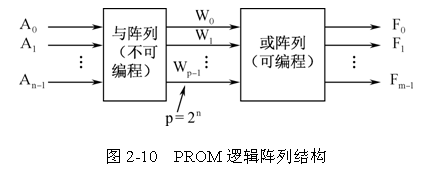 A0
A1
⋮
An-1
与阵列
（不可
编程）
W0
W1
⋮
Wp-1
p=2ⁿ
或阵列
（可编程）
F0
F1
⋮
Fm-1
图 2-10 PROM 逻辑阵列结构